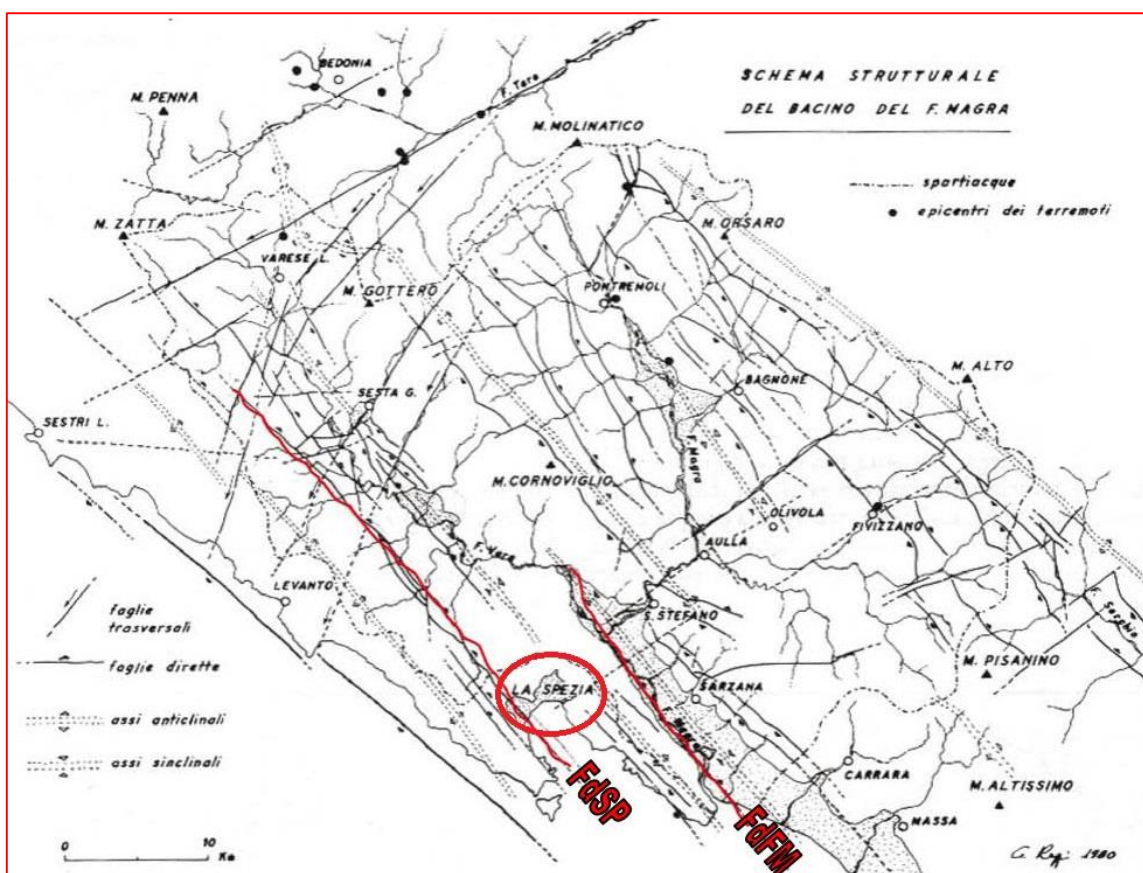 SCHEMA STRUTTURALE
DEL BACINO DEL F. MAGRA
spartiacque
epicentri dei terremoti
BEDONIA
M. PENNA
F. Taro
M. MOLINATICO
M. ZATTA
M. ORSARO
VARESE L.
M. GOTTERO
PONTREMOLI
M. ALTO
BAGNONE
SESTA G.
SESTRI L.
F. Magra
M. CORNOVIGLIO
OLIVOLA
FIVIZZANO
AULLA
F. Vara
LEVANTO
S. STEFANO
F. Serchio
faglie
trasversali
M. PISANINO
faglie dirette
LA SPEZIA
SARZANA
F. Magra
assi anticlinali
assi sinclinali
CARRARA
M. ALTISSIMO
FdSP
FdFM
MASSA
0 10
Km
1980